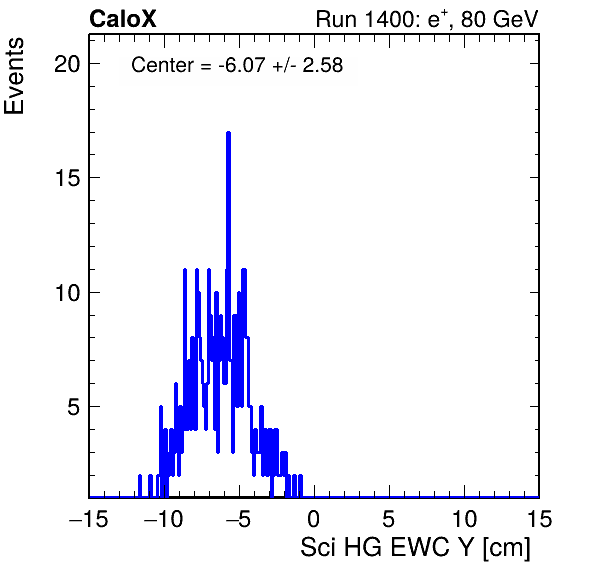 CaloX Run 1400: e⁺, 80 GeV
Events
Center = -6.07 +/- 2.58
20
15
10
5
−15 −10 −5 0 5 10 15
Sci HG EWC Y [cm]